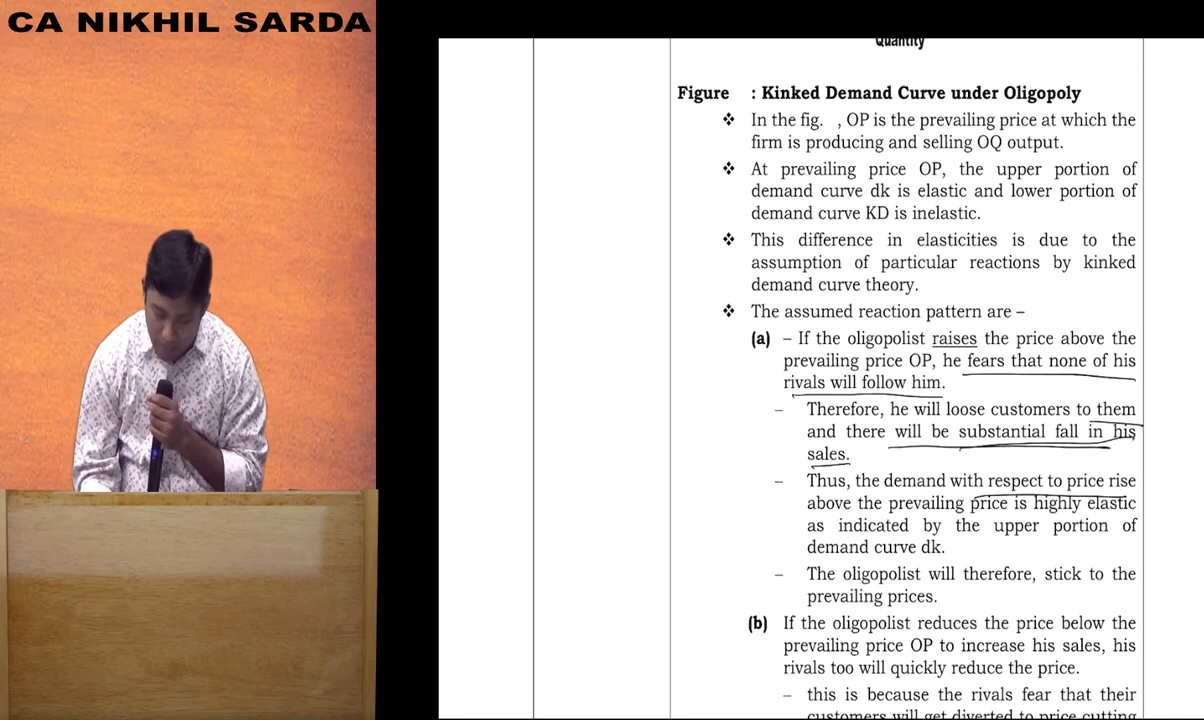 CA NIKHIL SARDA
Quantity
Figure : Kinked Demand Curve under Oligopoly
❖ In the fig. , OP is the prevailing price at which the
firm is producing and selling OQ output.
❖ At prevailing price OP, the upper portion of
demand curve dk is elastic and lower portion of
demand curve KD is inelastic.
❖ This difference in elasticities is due to the
assumption of particular reactions by kinked
demand curve theory.
❖ The assumed reaction pattern are –
(a) – If the oligopolist raises the price above the
prevailing price OP, he fears that none of his
rivals will follow him.
– Therefore, he will loose customers to them
and there will be substantial fall in his
sales.
– Thus, the demand with respect to price rise
above the prevailing price is highly elastic
as indicated by the upper portion of
demand curve dk.
– The oligopolist will therefore, stick to the
prevailing prices.
(b) If the oligopolist reduces the price below the
prevailing price OP to increase his sales, his
rivals too will quickly reduce the price.
– this is because the rivals fear that their
customers will get diverted to price cutting